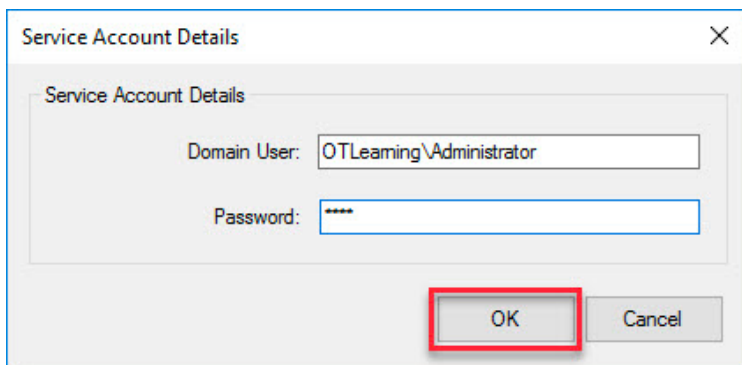 Service Account Details
Service Account Details
Domain User: OTLearning\Administrator
Password: ****
OK Cancel